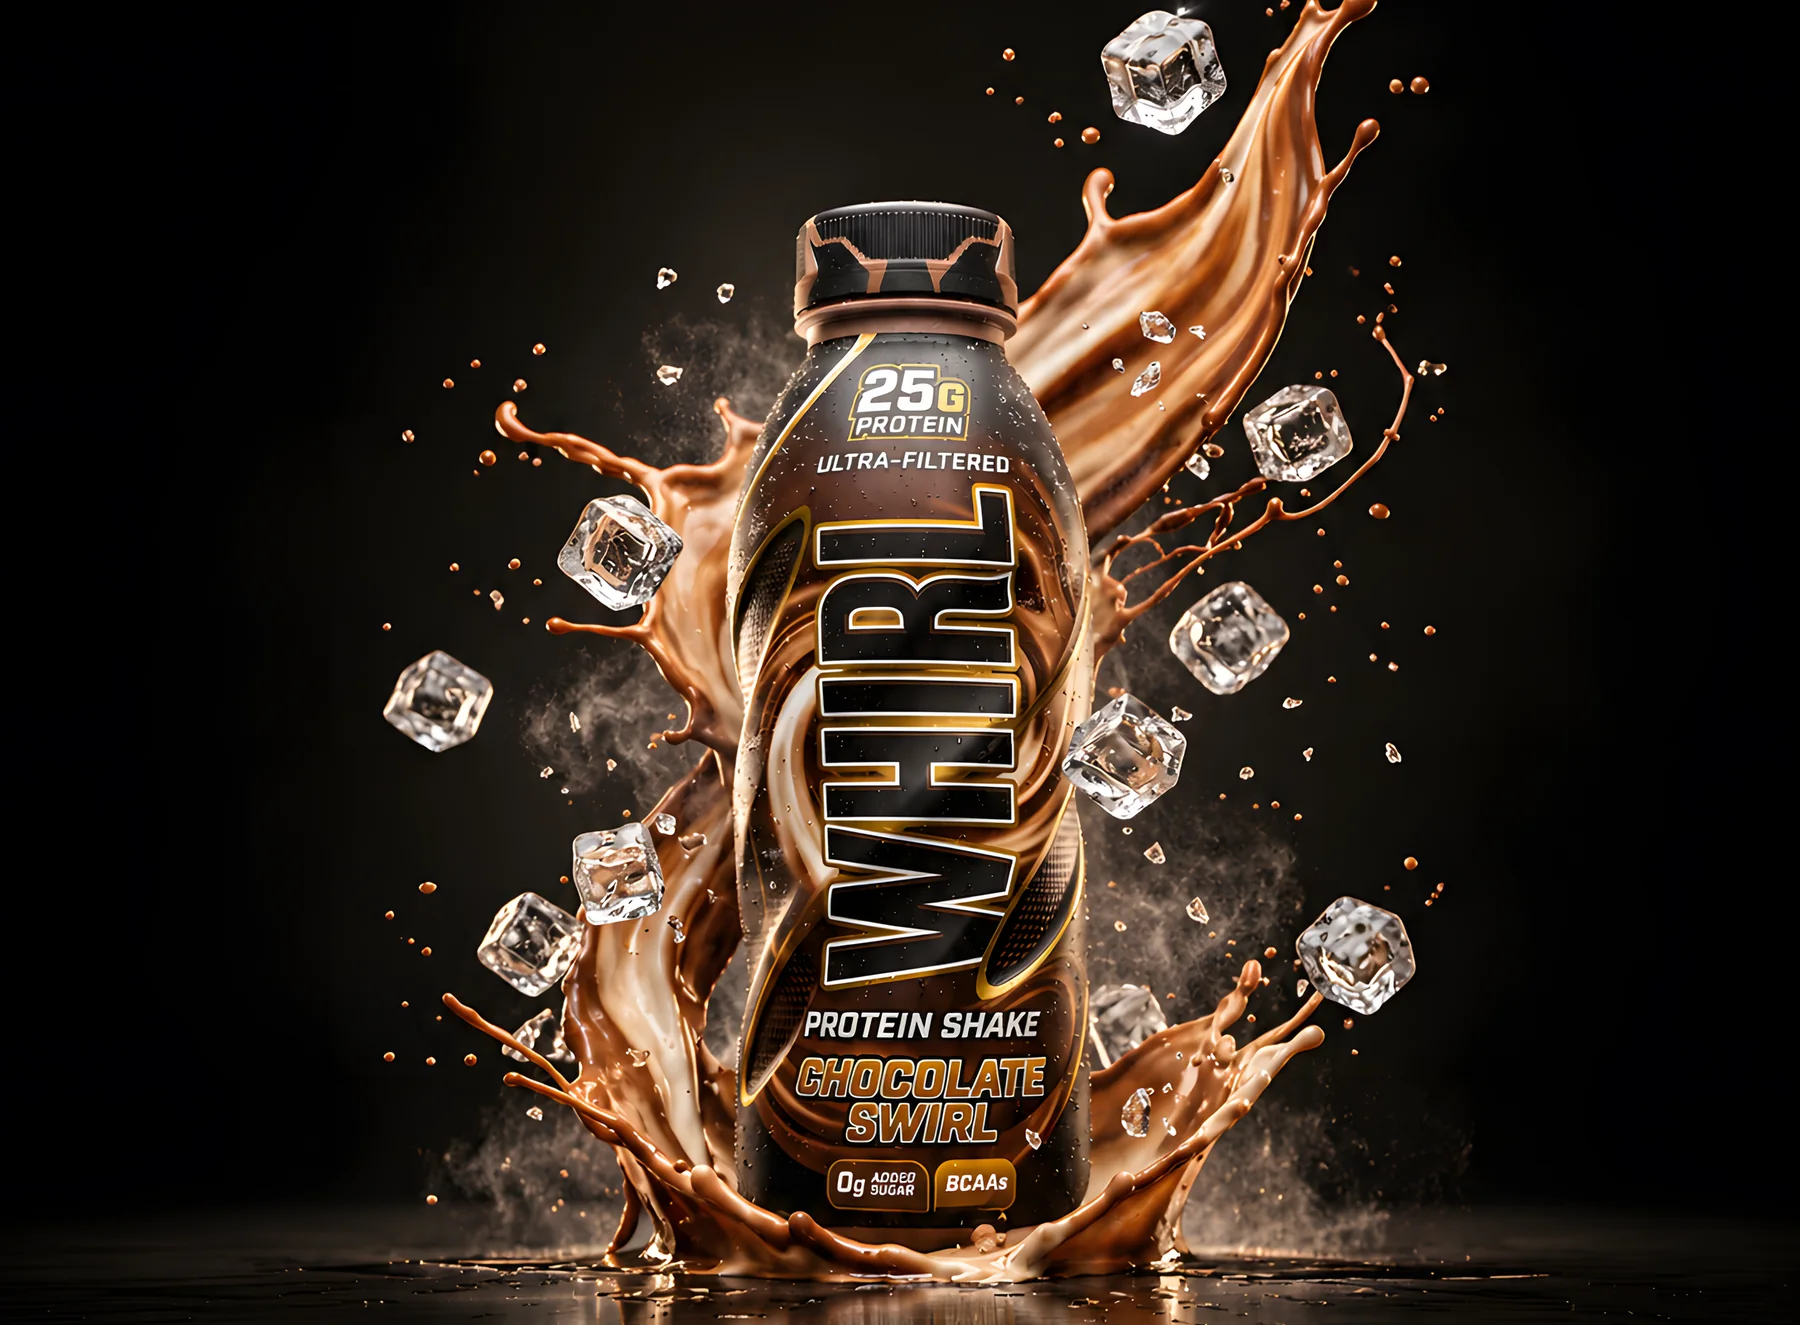 25G
PROTEIN
ULTRA-FILTERED
WHIRL
PROTEIN SHAKE
CHOCOLATE
SWIRL
0g ADDED SUGAR
BCAAs